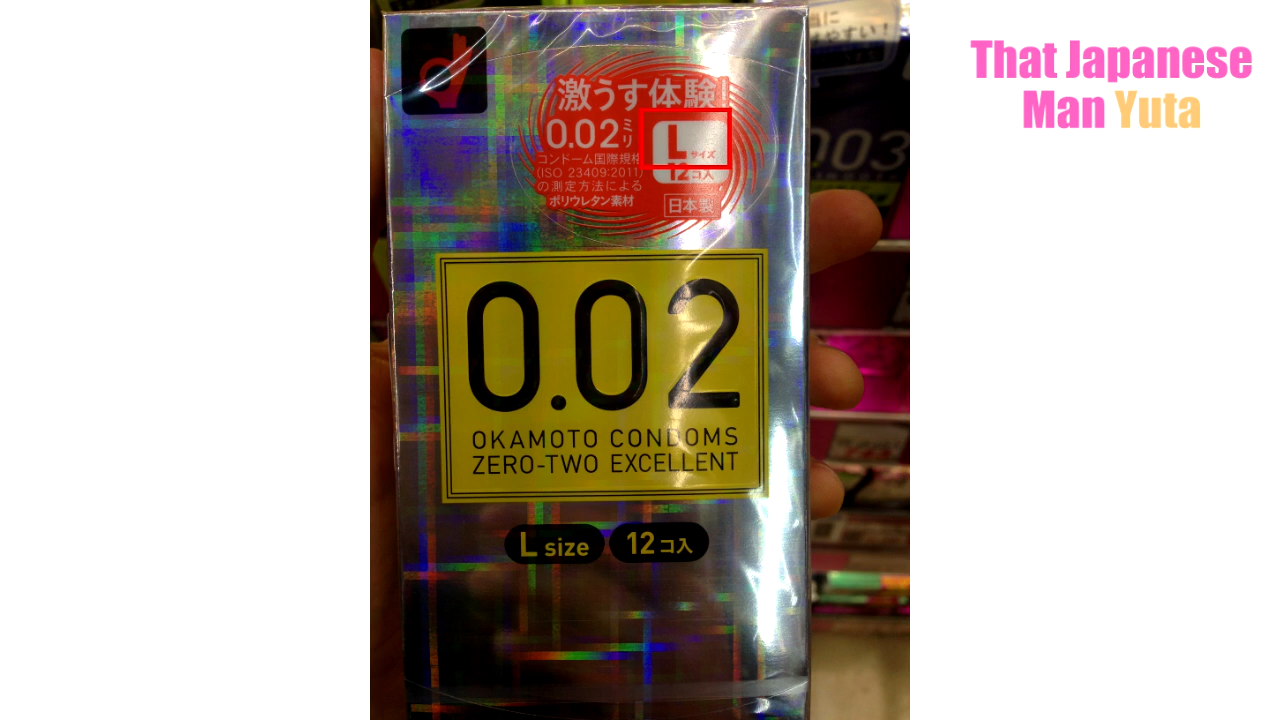 That Japanese
Man Yuta
激うす体験!
0.02ミリ
Lサイズ
12コ入
コンドーム国際規格
(ISO 23409:2011)
の測定方法による
ポリウレタン素材
日本製
0.02
OKAMOTO CONDOMS
ZERO-TWO EXCELLENT
L size
12コ入
003